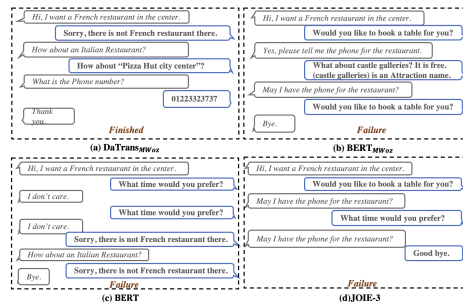 Hi, I want a French restaurant in the center.
Sorry, there is not French restaurant there.
How about an Italian Restaurant?
How about "Pizza Hut city center"?
What is the Phone number?
01223323737
Thank
you.
Finished
(a) DaTransMWoz
Hi, I want a French restaurant in the center.
Would you like to book a table for you?
Yes, please tell me the phone for the restaurant.
What about castle galleries? It is free.
(castle galleries) is an Attraction name.
May I have the phone for the restaurant?
Would you like to book a table for you?
Bye.
Failure
(b) BERTMWoz
Hi, I want a French restaurant in the center.
What time would you prefer?
I don't care.
What time would you prefer?
I don't care.
Sorry, there is not French restaurant there.
How about an Italian Restaurant?
Sorry, there is not French restaurant there.
Bye.
Failure
(c) BERT
Hi, I want a French restaurant in the center.
Would you like to book a table for you?
May I have the phone for the restaurant?
What time would you prefer?
May I have the phone for the restaurant?
Good bye.
Failure
(d)JOIE-3